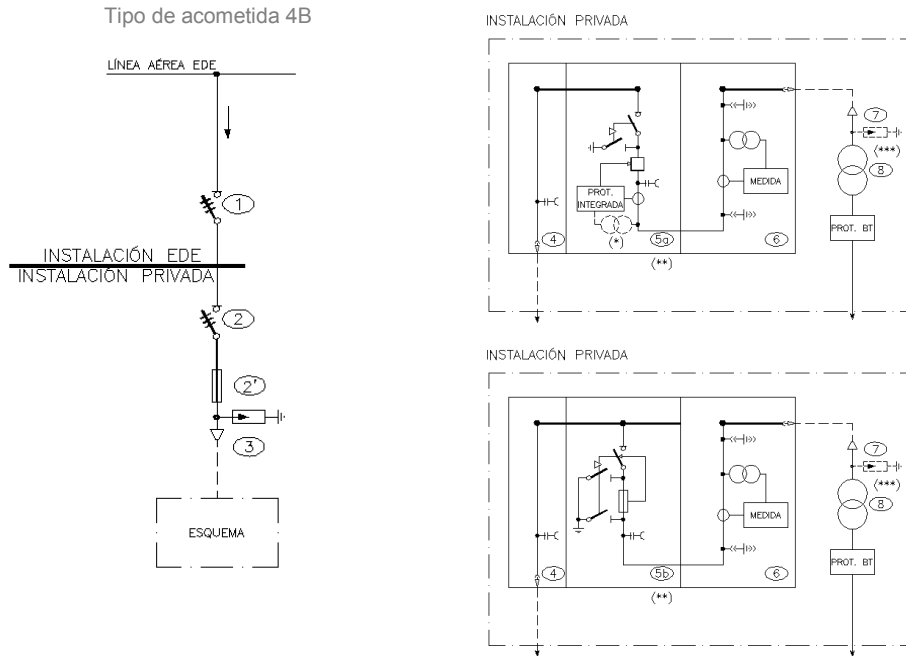 Tipo de acometida 4B
LÍNEA AÉREA EDE
1
INSTALACIÓN EDE
INSTALACIÓN PRIVADA
2
2'
3
ESQUEMA
INSTALACIÓN PRIVADA
7
(***)
8
MEDIDA
PROT.
INTEGRADA
(*)
PROT. BT
4
5a
6
(**)
INSTALACIÓN PRIVADA
7
(***)
8
MEDIDA
PROT. BT
4
5b
6
(**)